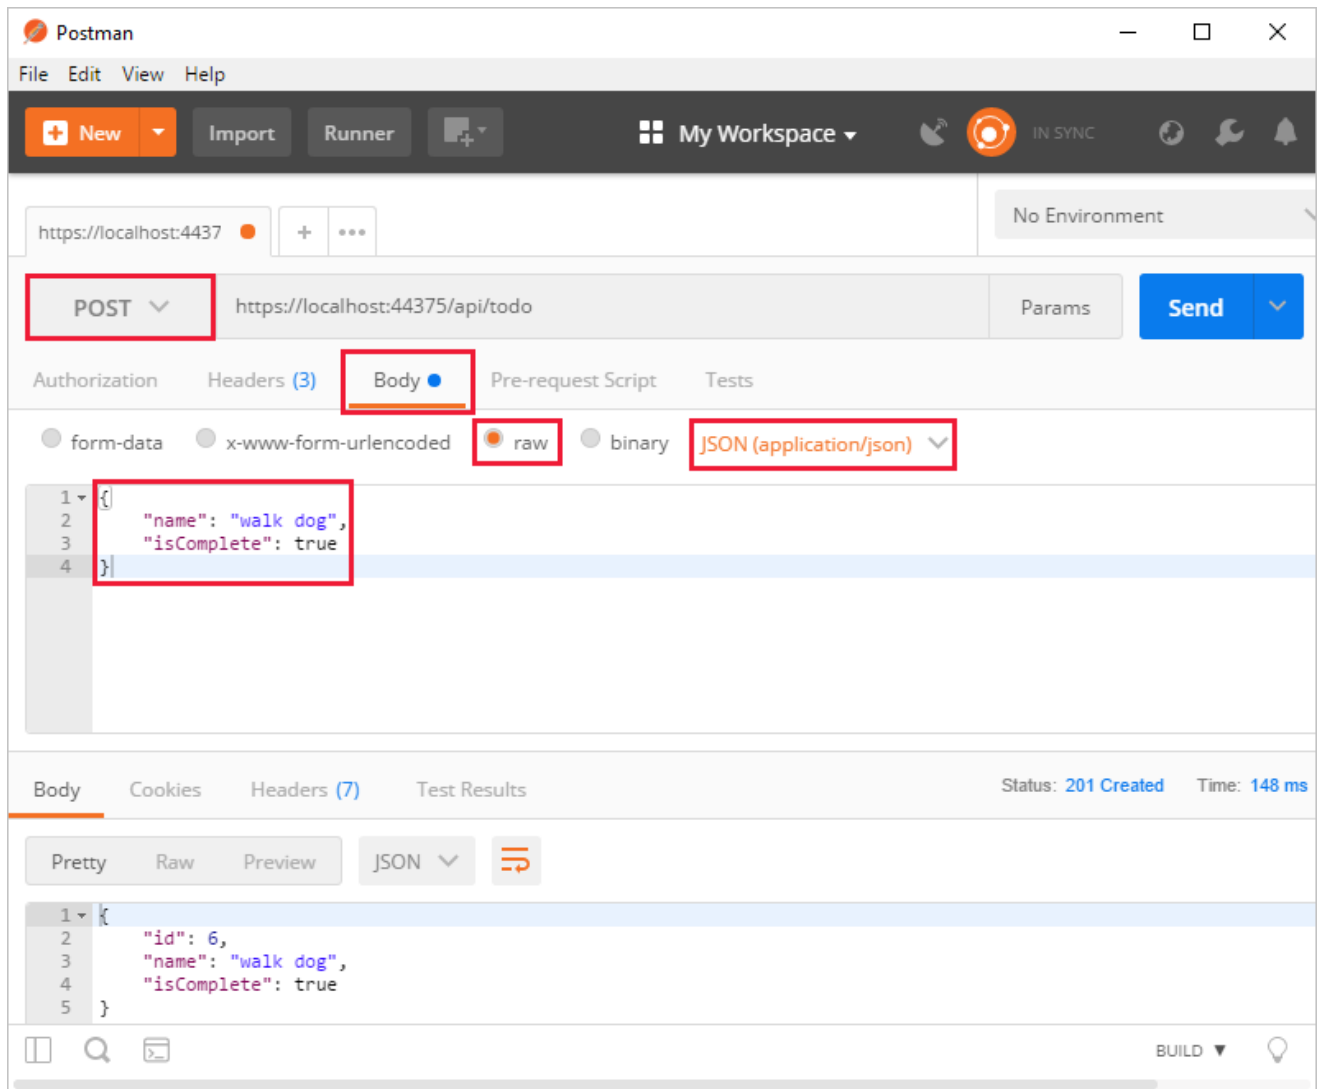 Postman
File Edit View Help
New Import Runner My Workspace IN SYNC
No Environment
https://localhost:4437
POST https://localhost:44375/api/todo Params Send
Authorization Headers (3) Body Pre-request Script Tests
form-data x-www-form-urlencoded raw binary JSON (application/json)
1 {
2 "name": "walk dog",
3 "isComplete": true
4 }
Body Cookies Headers (7) Test Results Status: 201 Created Time: 148 ms
Pretty Raw Preview JSON
1 {
2 "id": 6,
3 "name": "walk dog",
4 "isComplete": true
5 }
BUILD